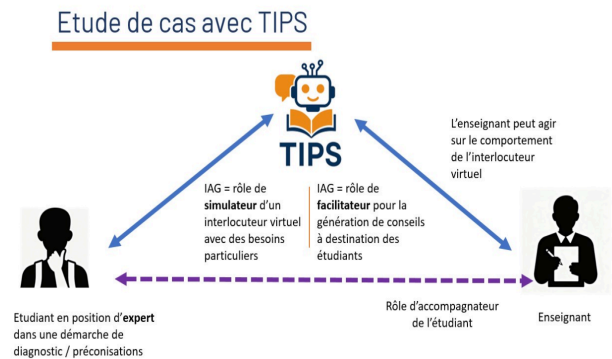 Etude de cas avec TIPS
TIPS
L'enseignant peut agir
sur le comportement
de l'interlocuteur
virtuel
IAG = rôle de
simulateur d'un
interlocuteur virtuel
avec des besoins
particuliers
IAG = rôle de
facilitateur pour la
génération de conseils
à destination des
étudiants
Etudiant en position d'expert
dans une démarche de
diagnostic / préconisations
Rôle d'accompagnateur
de l'étudiant
Enseignant